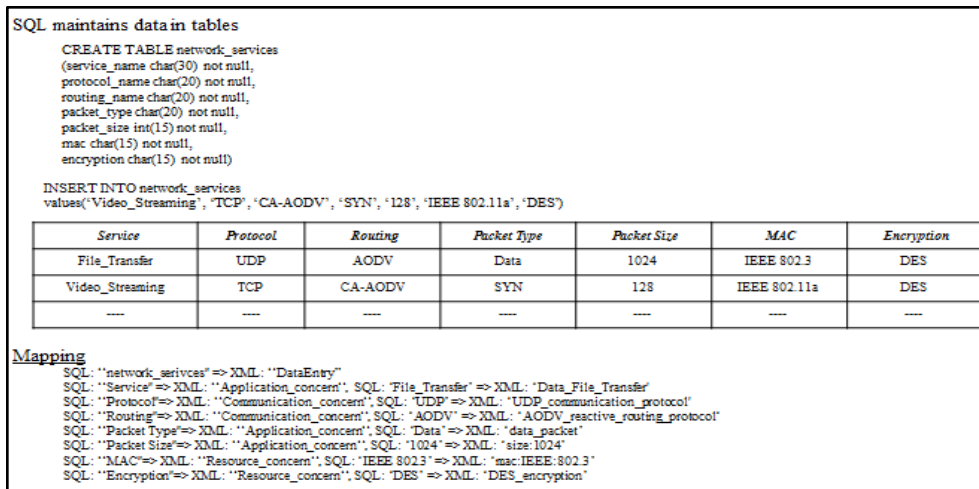 SQL maintains data in tables
CREATE TABLE network_services
(service_name char(30) not null,
protocol_name char(20) not null,
routing_name char(20) not null,
packet_type char(20) not null,
packet_size int(15) not null,
mac char(15) not null,
encryption char(15) not null)
INSERT INTO network_services
values('Video_Streaming', 'TCP', 'CA-AODV', 'SYN', '128', 'IEEE 802.11a', 'DES')
Service Protocol Routing Packet Type Packet Size MAC Encryption
File_Transfer UDP AODV Data 1024 IEEE 802.3 DES
Video_Streaming TCP CA-AODV SYN 128 IEEE 802.11a DES
---- ---- ---- ---- ---- ---- ----
Mapping
SQL: "network_serivces" => XML: "DataEntry"
SQL: "Service" => XML: "Application_concern", SQL: 'File_Transfer' => XML: 'Data_File_Transfer'
SQL: "Protocol"=> XML: "Communication_concern", SQL: 'UDP' => XML: 'UDP_communication_protocol'
SQL: "Routing"=> XML: "Communication_concern", SQL: 'AODV' => XML: 'AODV_reactive_routing_protocol'
SQL: "Packet Type"=> XML: "Application_concern", SQL: 'Data' => XML: 'data_packet'
SQL: "Packet Size"=> XML: "Application_concern", SQL: '1024' => XML: 'size:1024'
SQL: "MAC"=> XML: "Resource_concern", SQL: 'IEEE 802.3' => XML: 'mac:IEEE:802.3'
SQL: "Encryption"=> XML: "Resource_concern", SQL: 'DES' => XML: 'DES_encryption'